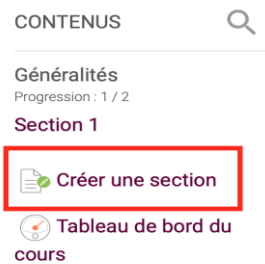 CONTENUS
Généralités
Progression : 1 / 2
Section 1
Créer une section
Tableau de bord du
cours